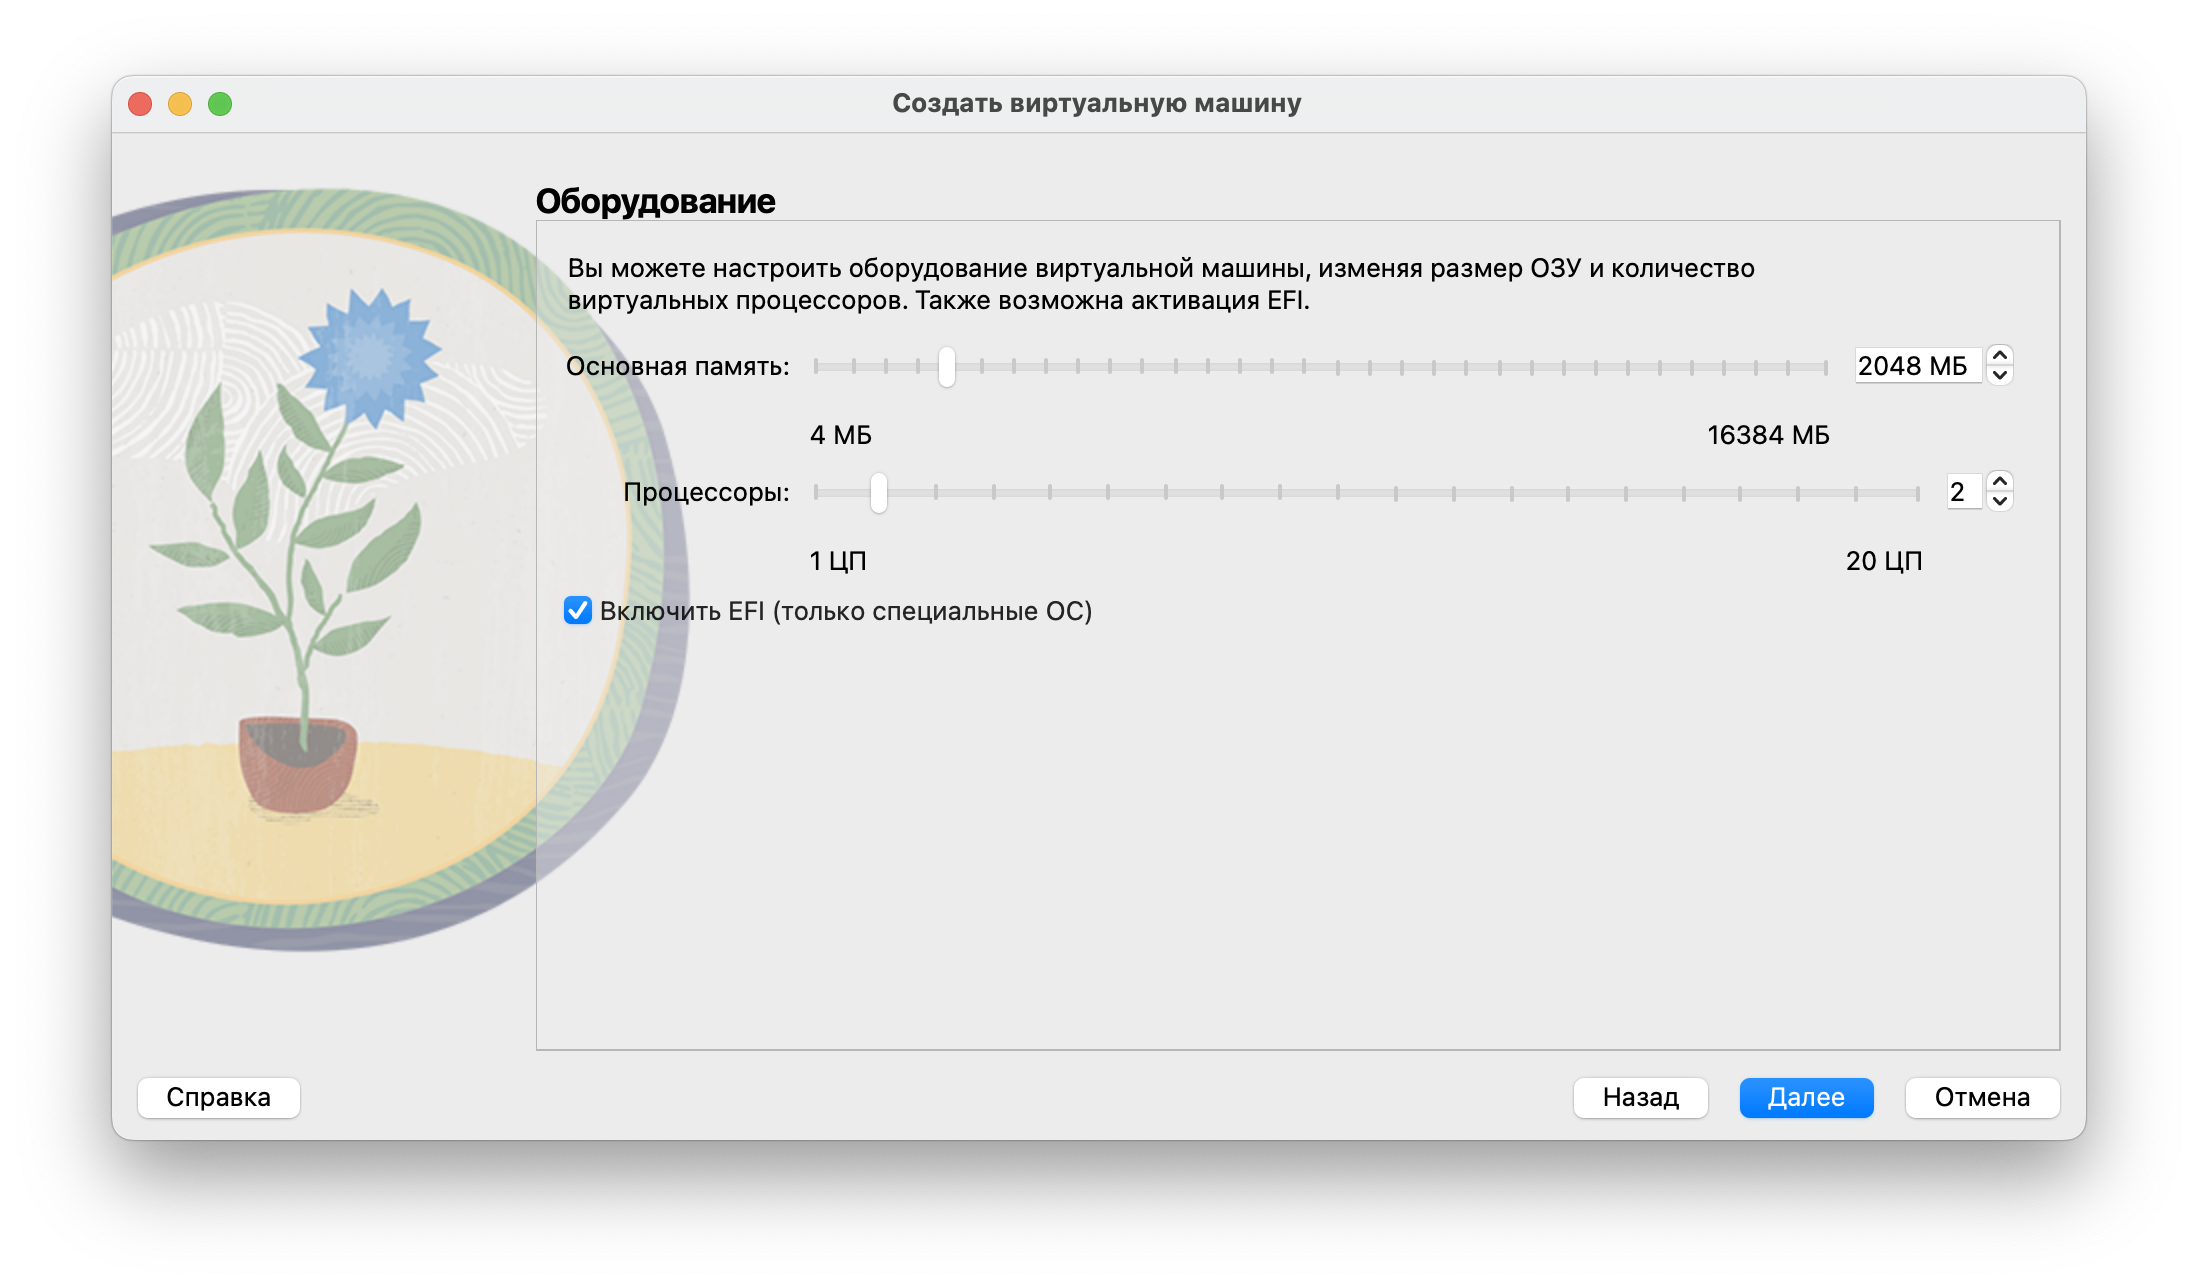 Создать виртуальную машину
Оборудование
Вы можете настроить оборудование виртуальной машины, изменяя размер ОЗУ и количество
виртуальных процессоров. Также возможна активация EFI.
Основная память:
2048 МБ
4 МБ
16384 МБ
Процессоры:
2
1 ЦП
20 ЦП
Включить EFI (только специальные ОС)
Справка
Назад
Далее
Отмена